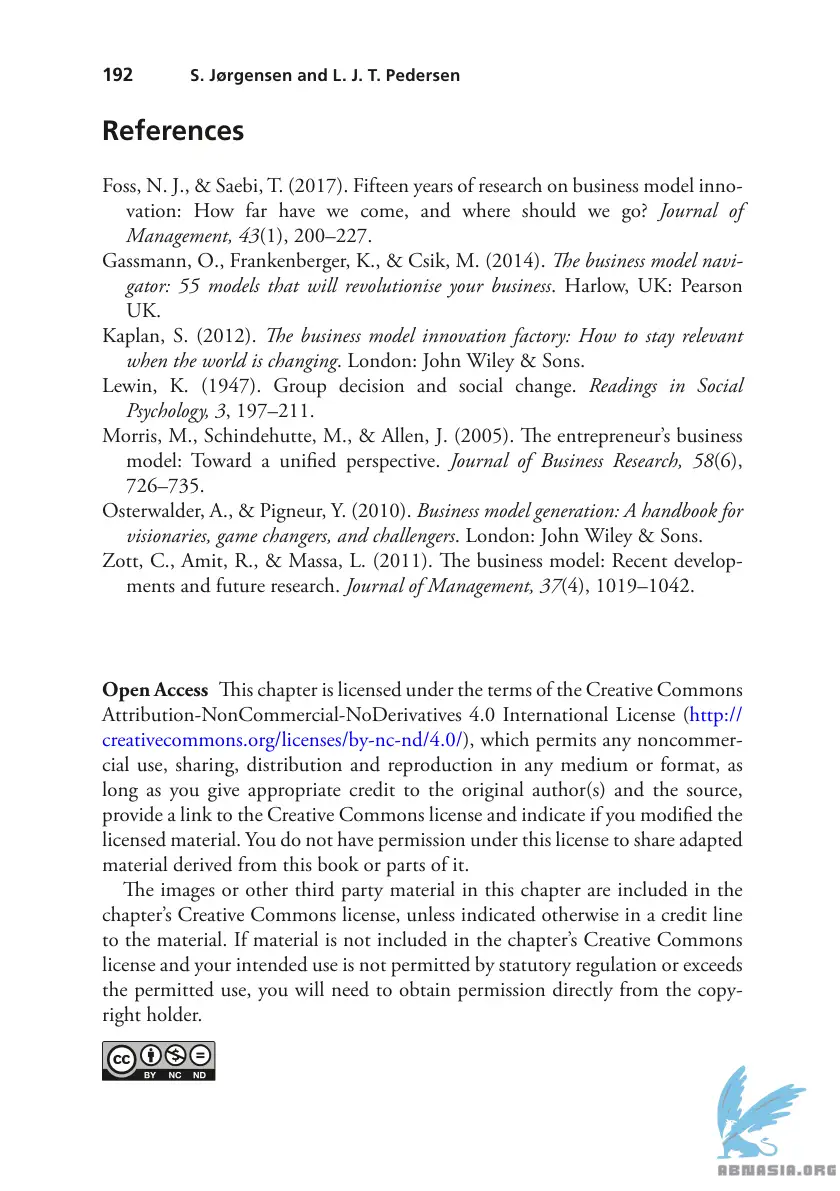 192 S. Jørgensen and L. J. T. Pedersen
References
Foss, N. J., & Saebi, T. (2017). Fifteen years of research on business model inno-
vation: How far have we come, and where should we go? Journal of
Management, 43(1), 200–227.
Gassmann, O., Frankenberger, K., & Csik, M. (2014). The business model navi-
gator: 55 models that will revolutionise your business. Harlow, UK: Pearson
UK.
Kaplan, S. (2012). The business model innovation factory: How to stay relevant
when the world is changing. London: John Wiley & Sons.
Lewin, K. (1947). Group decision and social change. Readings in Social
Psychology, 3, 197–211.
Morris, M., Schindehutte, M., & Allen, J. (2005). The entrepreneur’s business
model: Toward a unified perspective. Journal of Business Research, 58(6),
726–735.
Osterwalder, A., & Pigneur, Y. (2010). Business model generation: A handbook for
visionaries, game changers, and challengers. London: John Wiley & Sons.
Zott, C., Amit, R., & Massa, L. (2011). The business model: Recent develop-
ments and future research. Journal of Management, 37(4), 1019–1042.
Open Access This chapter is licensed under the terms of the Creative Commons
Attribution-NonCommercial-NoDerivatives 4.0 International License (http://
creativecommons.org/licenses/by-nc-nd/4.0/), which permits any noncommer-
cial use, sharing, distribution and reproduction in any medium or format, as
long as you give appropriate credit to the original author(s) and the source,
provide a link to the Creative Commons license and indicate if you modified the
licensed material. You do not have permission under this license to share adapted
material derived from this book or parts of it.
The images or other third party material in this chapter are included in the
chapter’s Creative Commons license, unless indicated otherwise in a credit line
to the material. If material is not included in the chapter’s Creative Commons
license and your intended use is not permitted by statutory regulation or exceeds
the permitted use, you will need to obtain permission directly from the copy-
right holder.
cc BY NC ND
ABNASIA.ORG